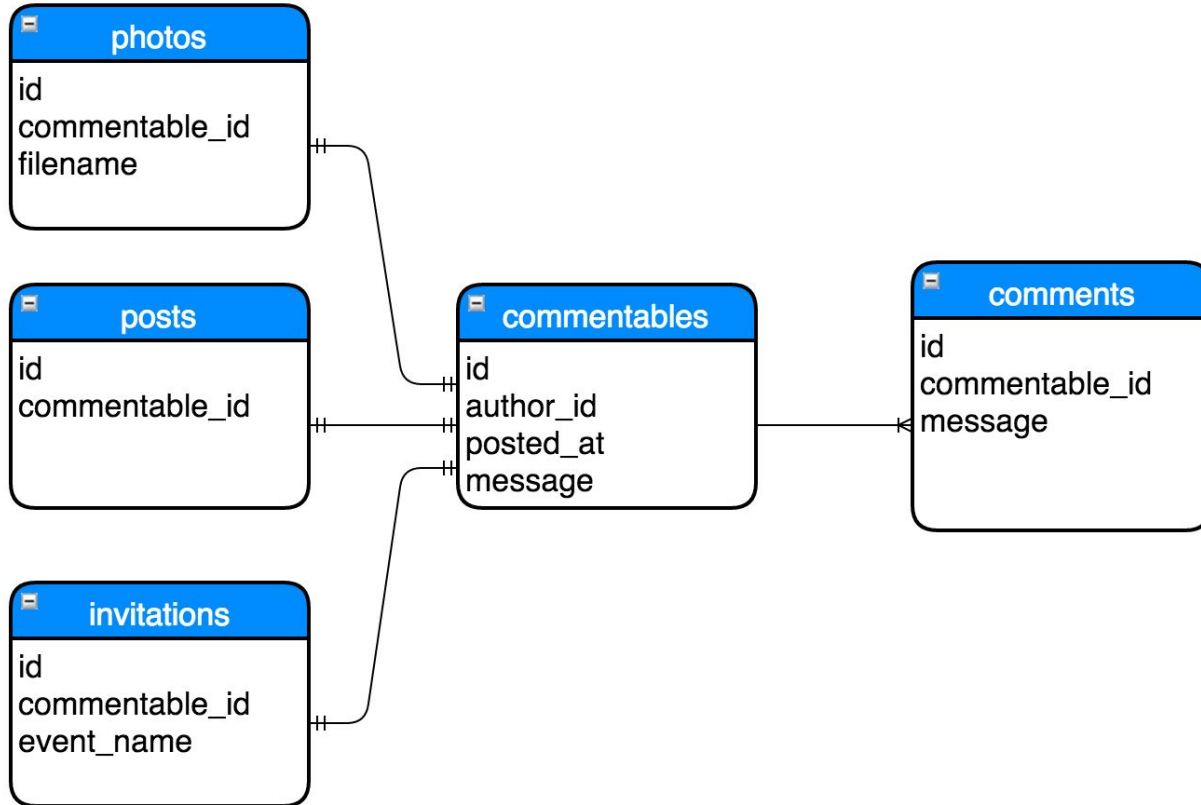 photos
id
commentable_id
filename
posts
id
commentable_id
invitations
id
commentable_id
event_name
commentables
id
author_id
posted_at
message
comments
id
commentable_id
message